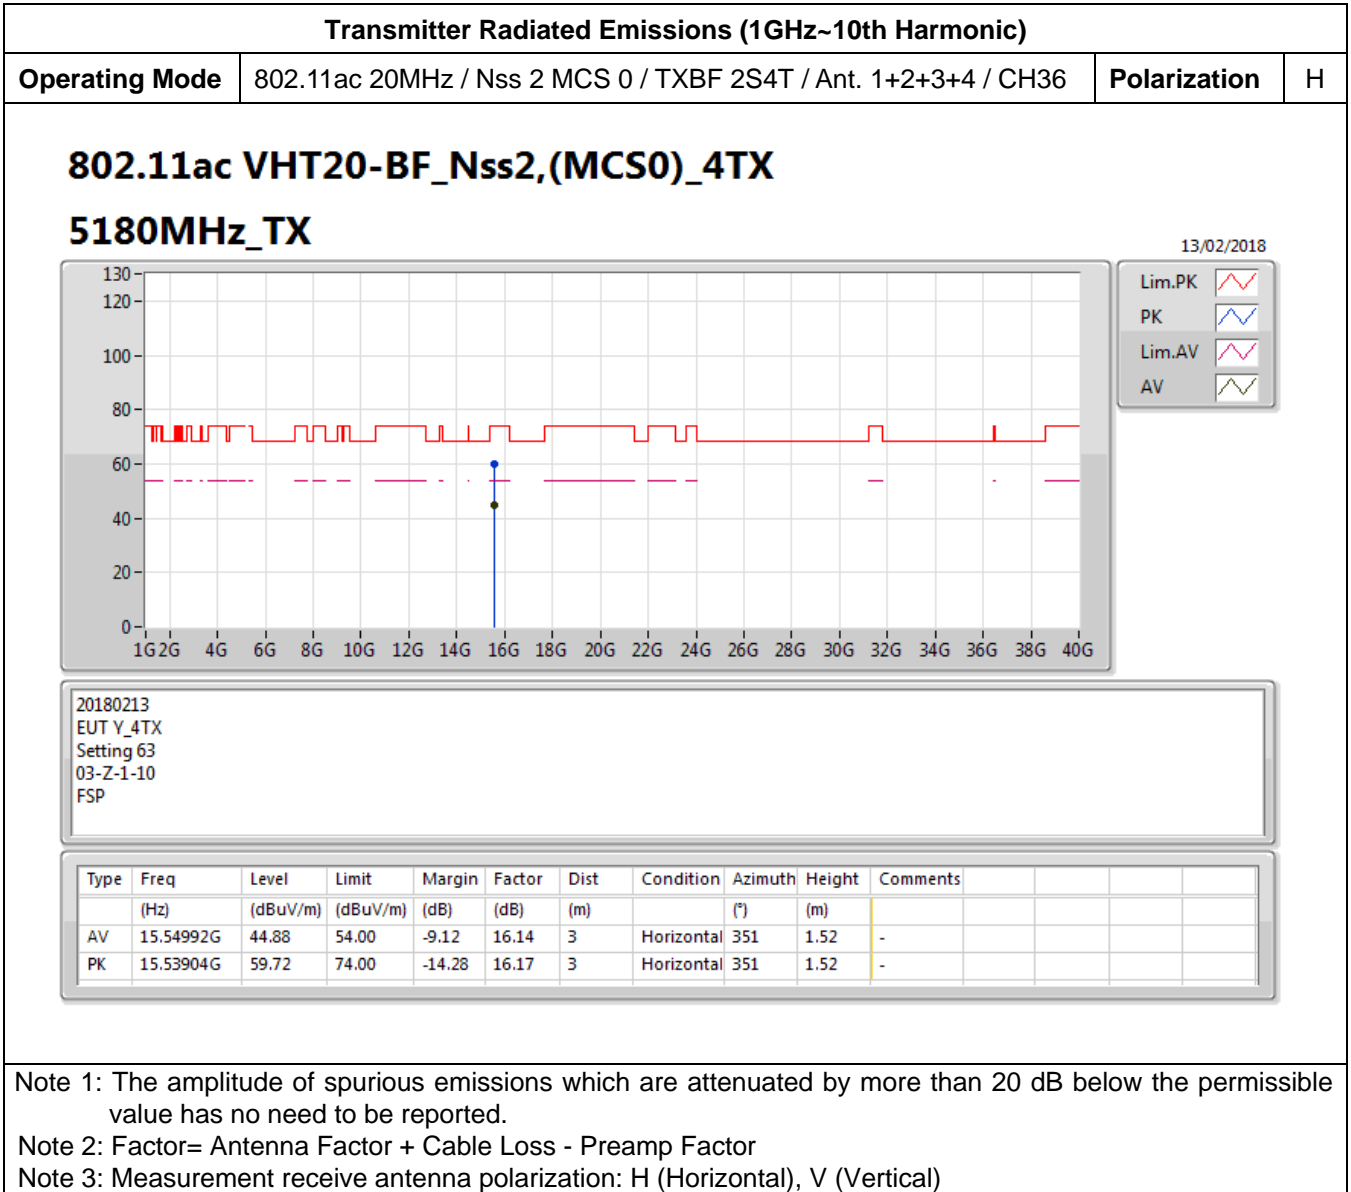 Transmitter Radiated Emissions (1GHz~10th Harmonic)
Operating Mode 802.11ac 20MHz / Nss 2 MCS 0 / TXBF 2S4T / Ant. 1+2+3+4 / CH36 Polarization H
802.11ac VHT20-BF_Nss2,(MCS0)_4TX
5180MHz_TX
13/02/2018
130
120
100
80
60
40
20
0
1G 2G 4G 6G 8G 10G 12G 14G 16G 18G 20G 22G 24G 26G 28G 30G 32G 34G 36G 38G 40G
Lim.PK
PK
Lim.AV
AV
20180213
EUT Y_4TX
Setting 63
03-Z-1-10
FSP
Type Freq Level Limit Margin Factor Dist Condition Azimuth Height Comments
(Hz) (dBuV/m) (dBuV/m) (dB) (dB) (m) (°) (m)
AV 15.54992G 44.88 54.00 -9.12 16.14 3 Horizontal 351 1.52 -
PK 15.53904G 59.72 74.00 -14.28 16.17 3 Horizontal 351 1.52 -
Note 1: The amplitude of spurious emissions which are attenuated by more than 20 dB below the permissible
value has no need to be reported.
Note 2: Factor= Antenna Factor + Cable Loss - Preamp Factor
Note 3: Measurement receive antenna polarization: H (Horizontal), V (Vertical)